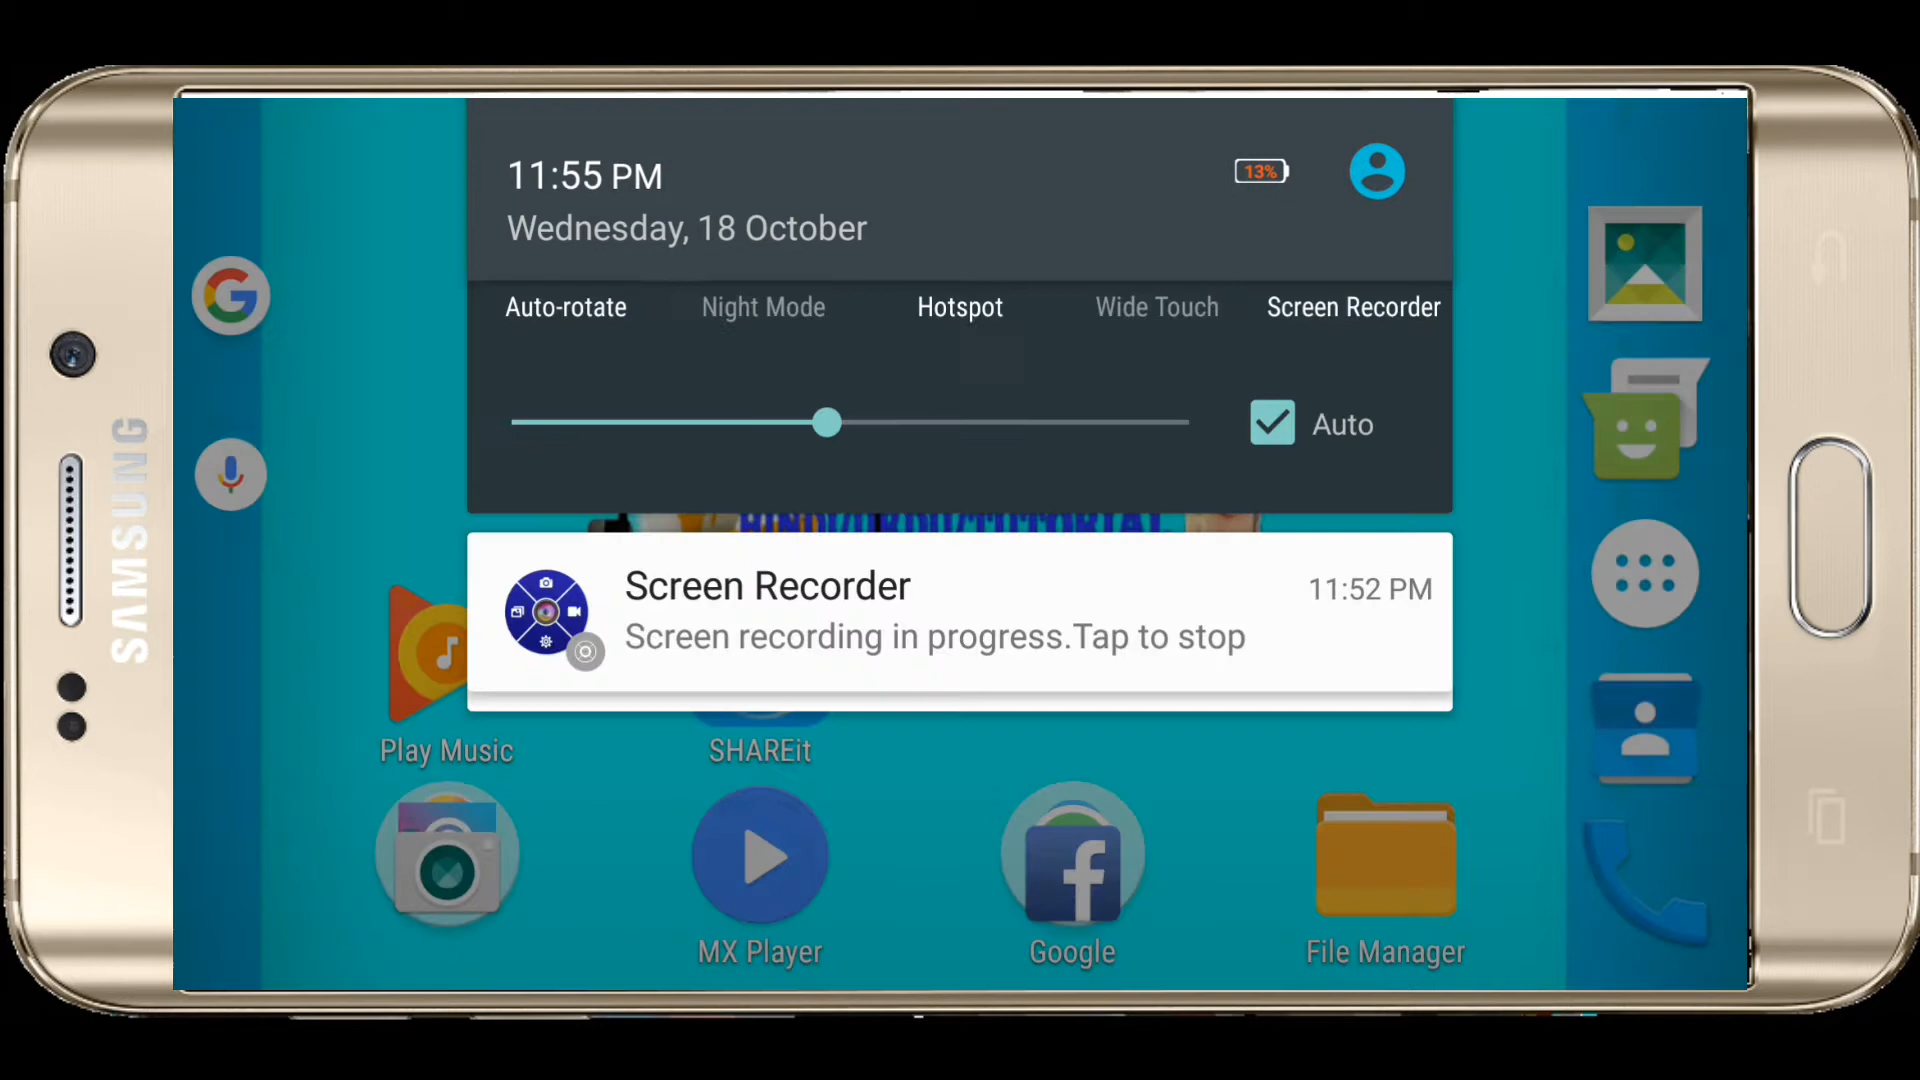 11:55 PM
13%
Wednesday, 18 October
Auto-rotate Night Mode Hotspot Wide Touch Screen Recorder
Auto
Screen Recorder 11:52 PM
Screen recording in progress.Tap to stop
SAMSUNG
Play Music SHAREit
MX Player Google File Manager